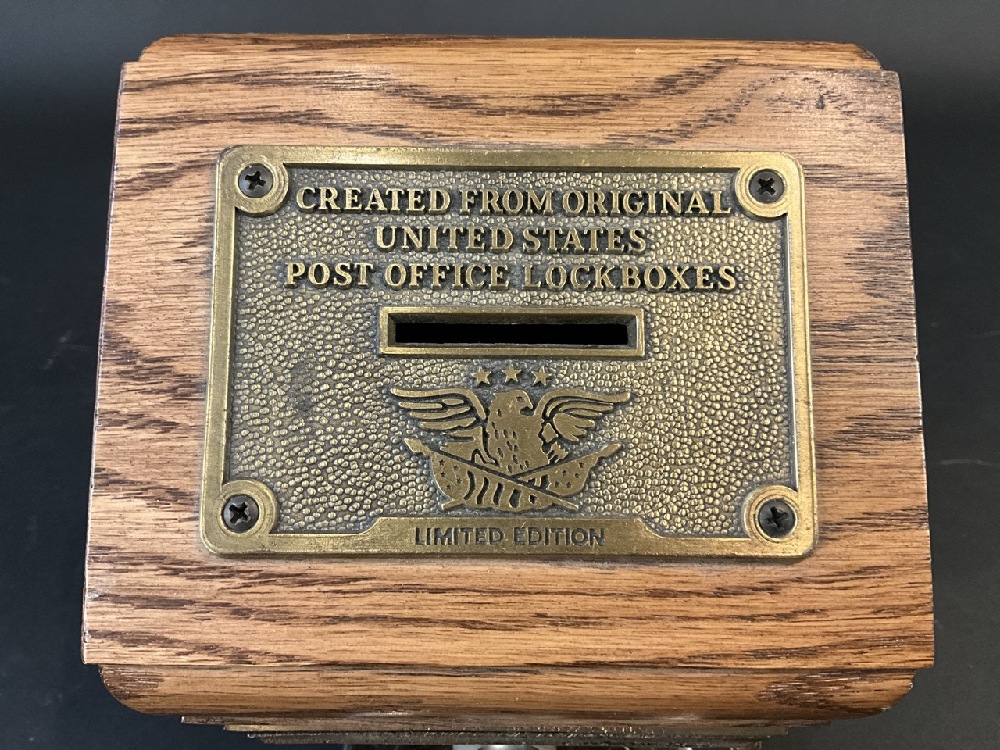 CREATED FROM ORIGINAL
UNITED STATES
POST OFFICE LOCKBOXES
LIMITED EDITION